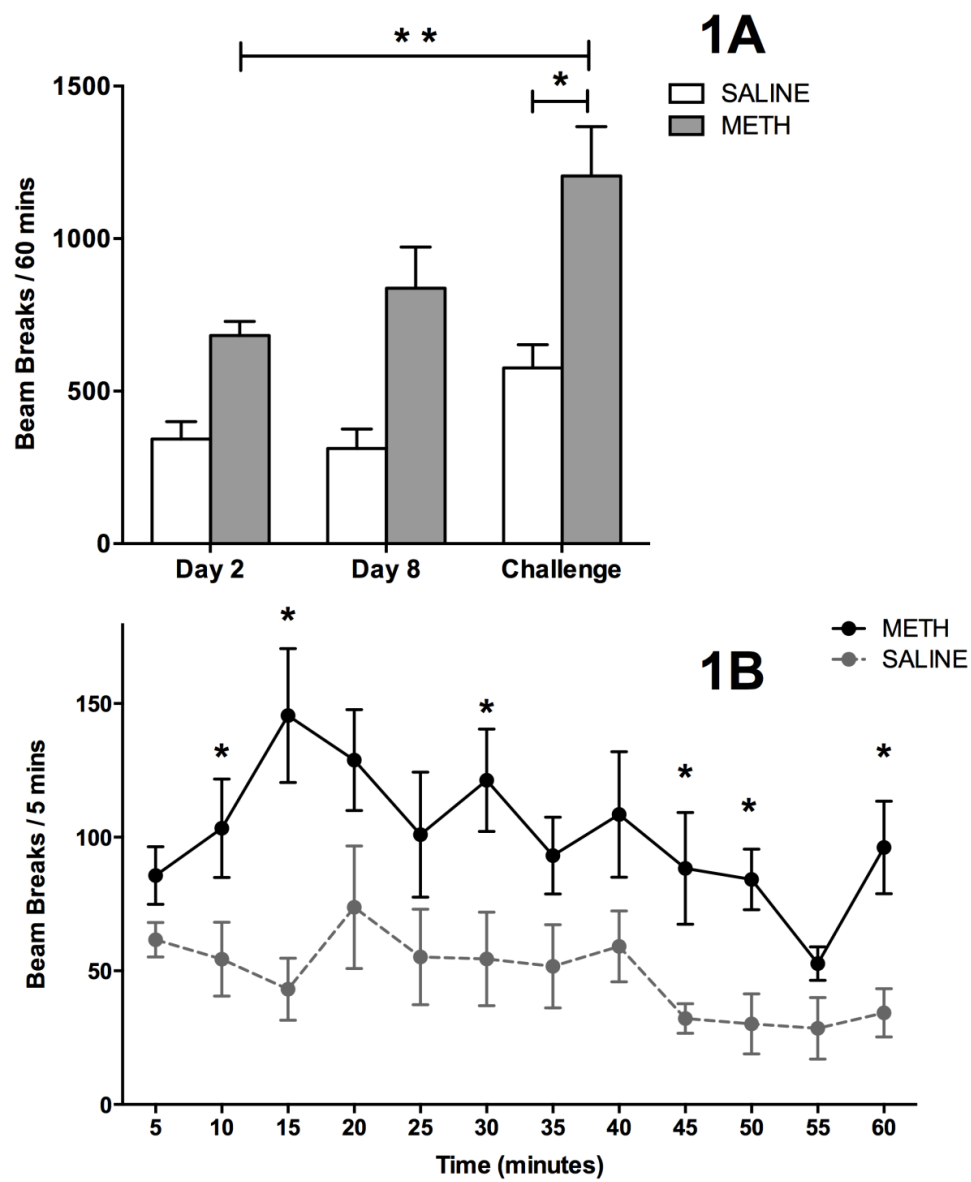 1A
* *
*
SALINE
METH
1500
1000
500
0
Beam Breaks / 60 mins
Day 2 Day 8 Challenge
1B
METH
SALINE
* * * * * *
150
100
50
0
Beam Breaks / 5 mins
5 10 15 20 25 30 35 40 45 50 55 60
Time (minutes)